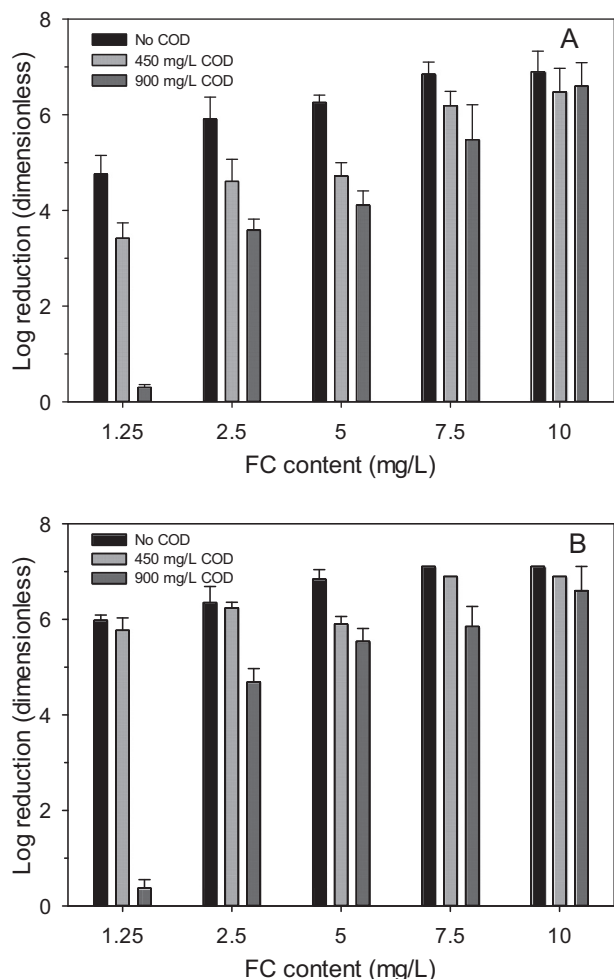 A
No COD
450 mg/L COD
900 mg/L COD
Log reduction (dimensionless)
8
6
4
2
0
1.25 2.5 5 7.5 10
FC content (mg/L)
B
No COD
450 mg/L COD
900 mg/L COD
Log reduction (dimensionless)
8
6
4
2
0
1.25 2.5 5 7.5 10
FC content (mg/L)